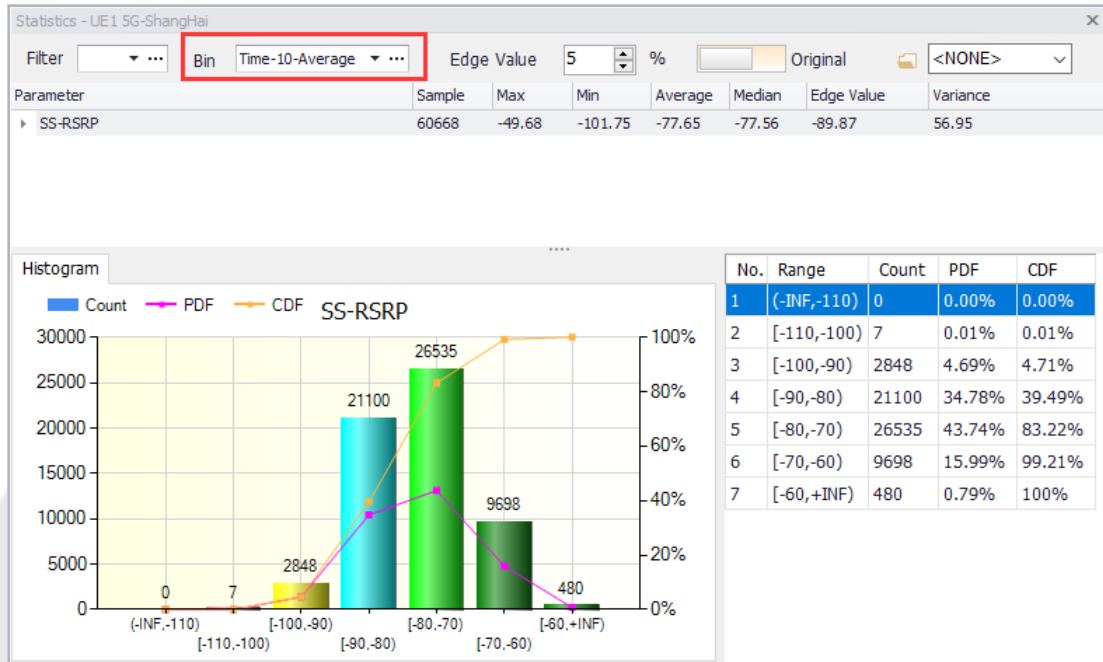 Statistics - UE1 5G-ShangHai
Filter Bin Time-10-Average Edge Value 5 % Original <NONE>
Parameter Sample Max Min Average Median Edge Value Variance
SS-RSRP 60668 -49.68 -101.75 -77.65 -77.56 -89.87 56.95
Histogram
Count PDF CDF SS-RSRP
30000
25000
20000
15000
10000
5000
0
0
7
2848
21100
26535
9698
480
100%
80%
60%
40%
20%
0%
(-INF,-110) [-100,-90) [-80,-70) [-60,+INF)
[-110,-100) [-90,-80) [-70,-60)
No. Range Count PDF CDF
1 (-INF,-110) 0 0.00% 0.00%
2 [-110,-100) 7 0.01% 0.01%
3 [-100,-90) 2848 4.69% 4.71%
4 [-90,-80) 21100 34.78% 39.49%
5 [-80,-70) 26535 43.74% 83.22%
6 [-70,-60) 9698 15.99% 99.21%
7 [-60,+INF) 480 0.79% 100%